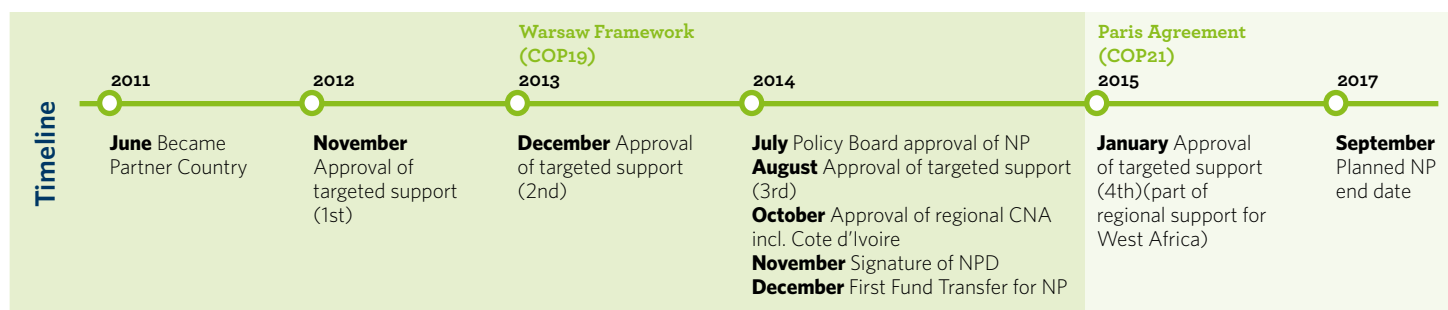 Timeline
Warsaw Framework
(COP19)
Paris Agreement
(COP21)
2011
2012
2013
2014
2015
2017
June Became
Partner Country
November
Approval of
targeted support
(1st)
December Approval
of targeted support
(2nd)
July Policy Board approval of NP
August Approval of targeted support
(3rd)
October Approval of regional CNA
incl. Cote d'Ivoire
November Signature of NPD
December First Fund Transfer for NP
January Approval
of targeted support
(4th)(part of
regional support for
West Africa)
September
Planned NP
end date